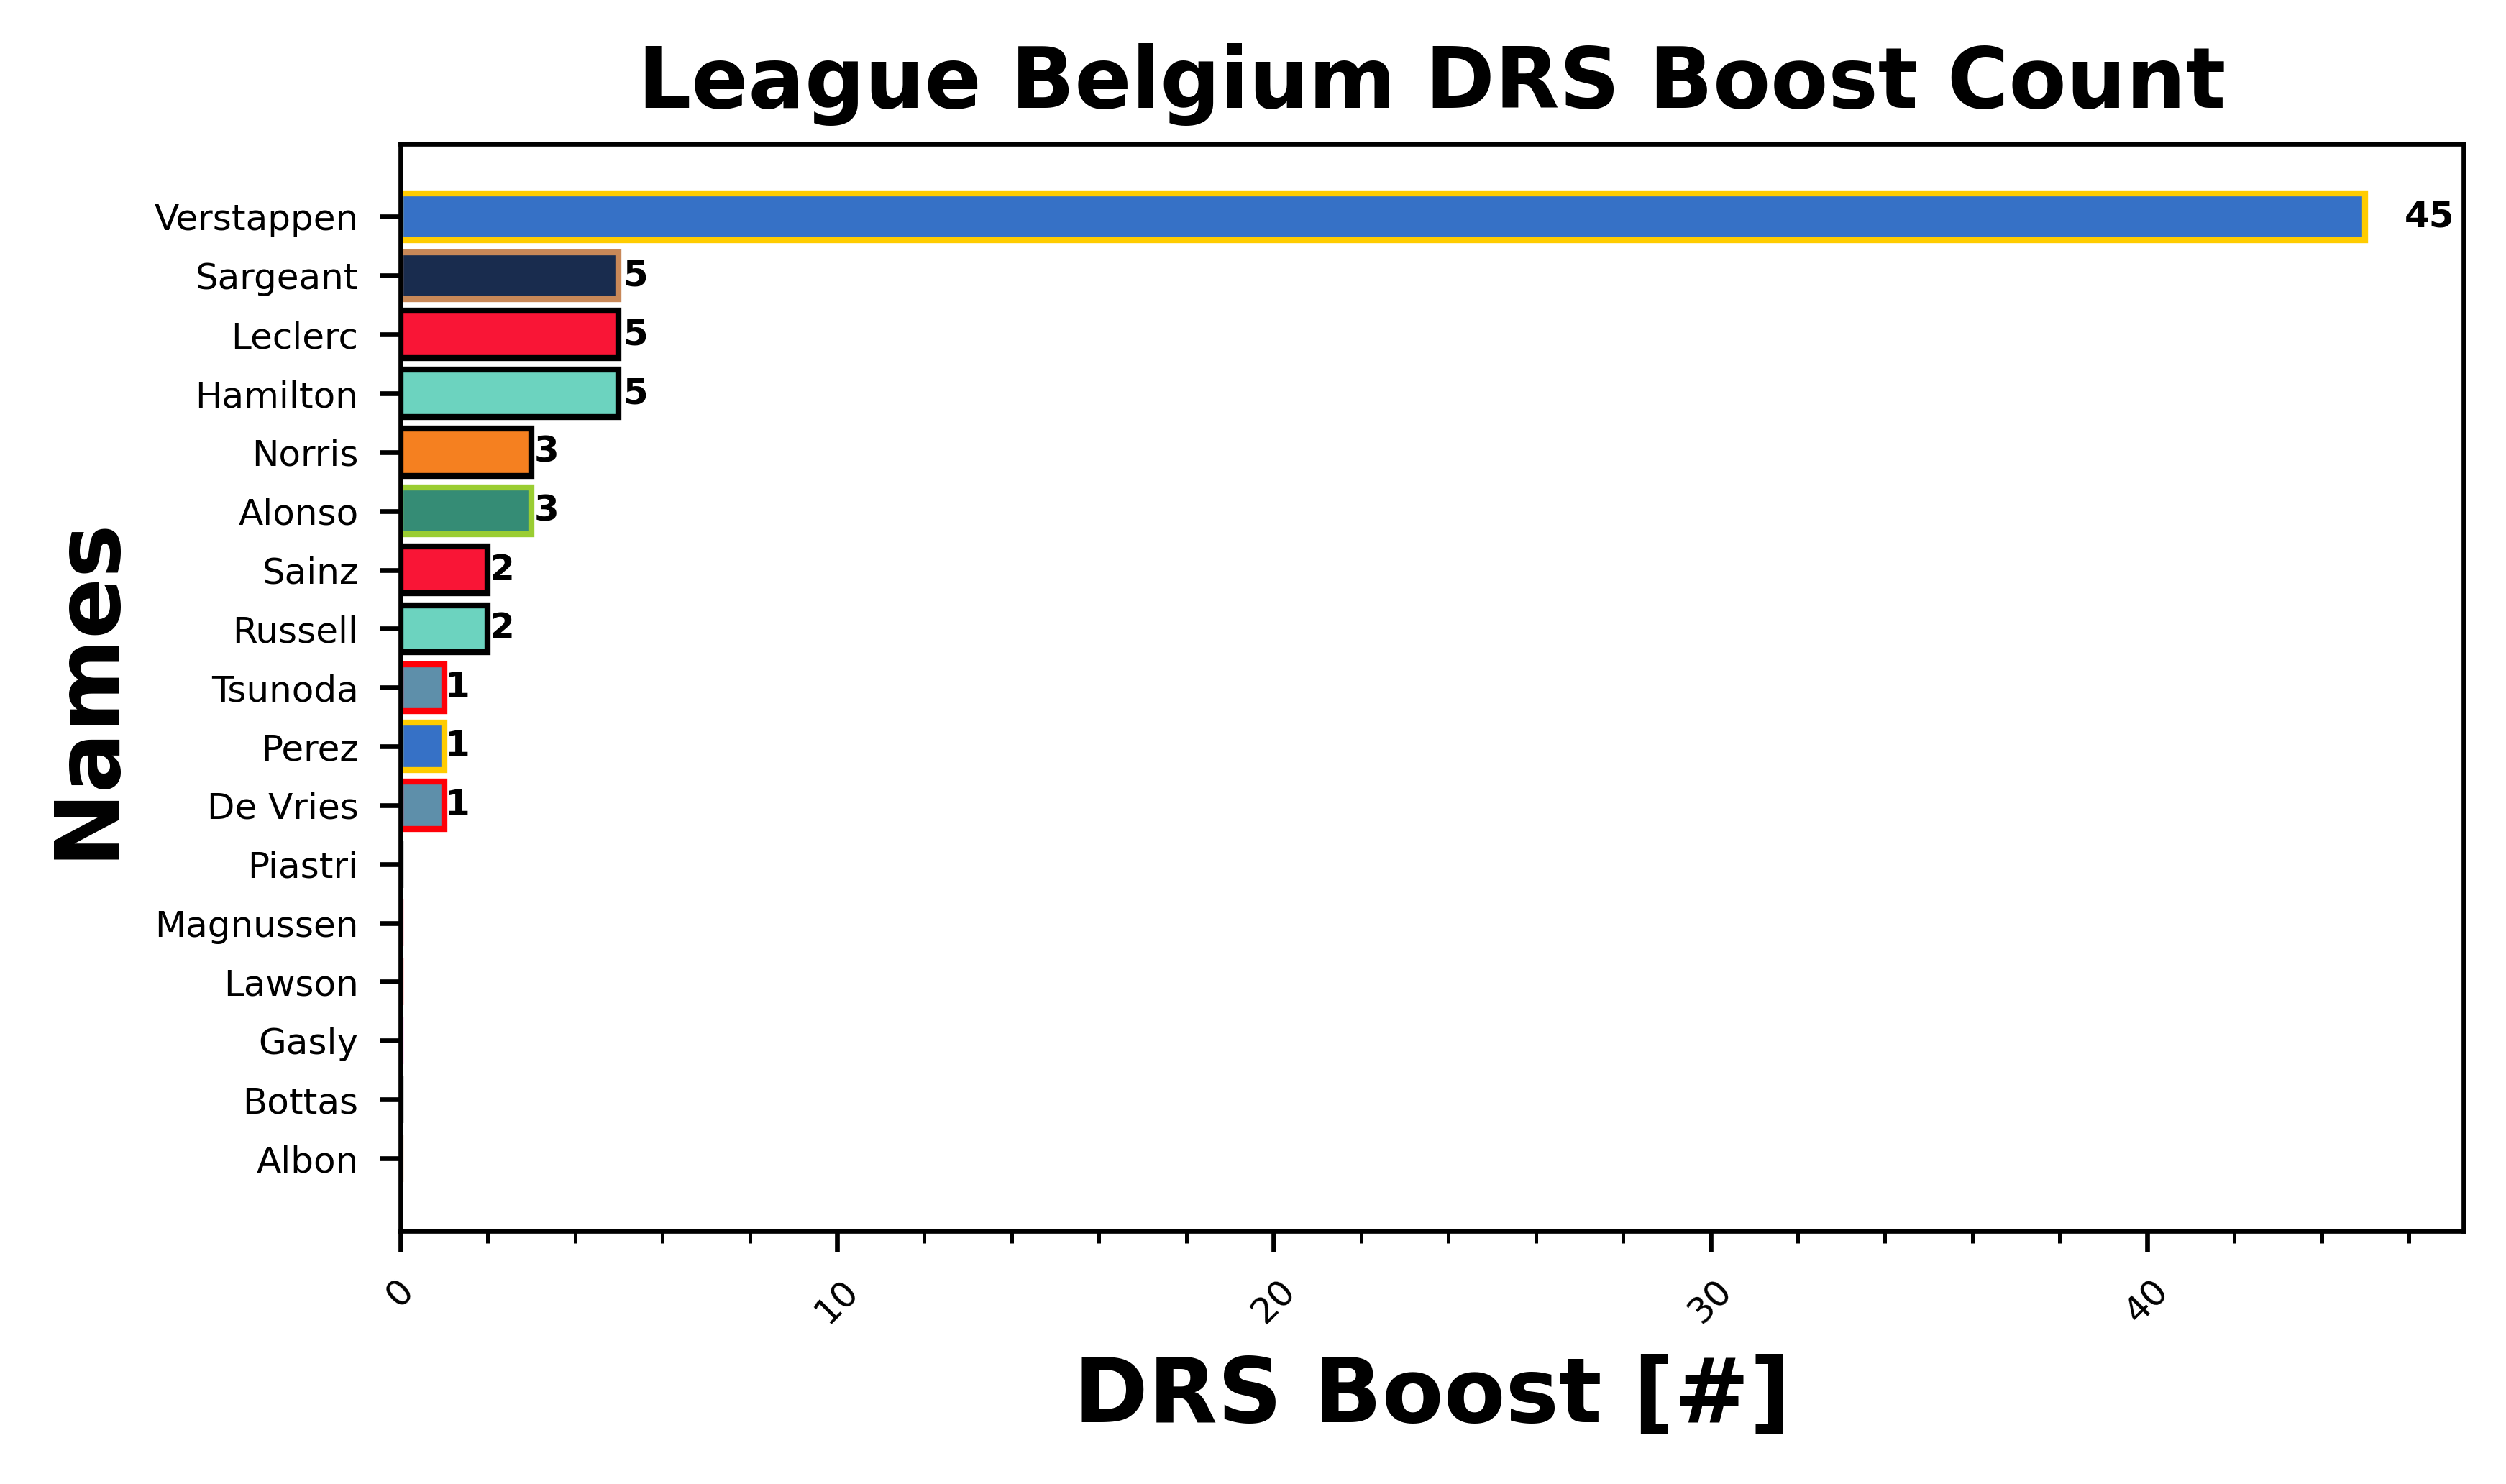 League Belgium DRS Boost Count
Names
Verstappen 45
Sargeant 5
Leclerc 5
Hamilton 5
Norris 3
Alonso 3
Sainz 2
Russell 2
Tsunoda 1
Perez 1
De Vries 1
Piastri
Magnussen
Lawson
Gasly
Bottas
Albon
0 10 20 30 40
DRS Boost [#]